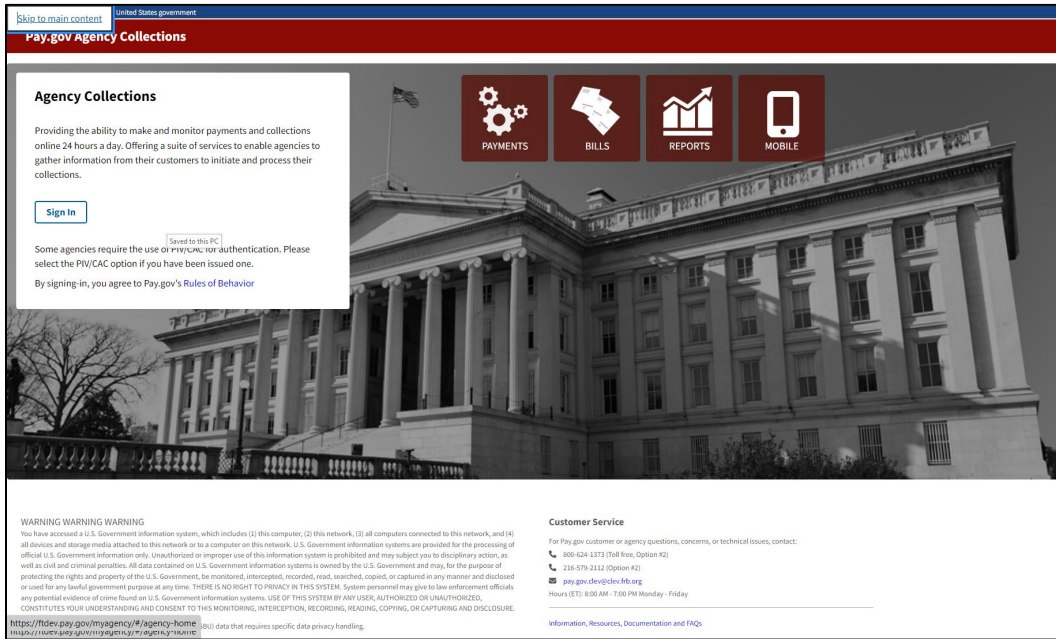 Skip to main content
United States government
Pay.gov Agency Collections
Agency Collections
Providing the ability to make and monitor payments and collections
online 24 hours a day. Offering a suite of services to enable agencies to
gather information from their customers to initiate and process their
collections.
Sign In
Saved to this PC
Some agencies require the use of PIV/CAC for authentication. Please
select the PIV/CAC option if you have been issued one.
By signing-in, you agree to Pay.gov's Rules of Behavior
PAYMENTS
BILLS
REPORTS
MOBILE
WARNING WARNING WARNING
You have accessed a U.S. Government information system, which includes (1) this computer, (2) this network, (3) all computers connected to this network, and (4)
all devices and storage media attached to this network or to a computer on this network. U.S. Government information systems are provided for the processing of
official U.S. Government information only. Unauthorized or improper use of this information system is prohibited and may subject you to disciplinary action, as
well as civil and criminal penalties. All data contained on U.S. Government information systems is owned by the U.S. Government and may, for the purpose of
protecting the rights and property of the U.S. Government, be monitored, intercepted, recorded, read, searched, copied, or captured in any manner and disclosed
or used for any lawful government purpose at any time. THERE IS NO RIGHT TO PRIVACY IN THIS SYSTEM. System personnel may give to law enforcement officials
any potential evidence of crime found on U.S. Government information systems. USE OF THIS SYSTEM BY ANY USER, AUTHORIZED OR UNAUTHORIZED,
CONSTITUTES YOUR UNDERSTANDING AND CONSENT TO THIS MONITORING, INTERCEPTION, RECORDING, READING, COPYING, OR CAPTURING AND DISCLOSURE.
SBU) data that requires specific data privacy handling.
https://ftdev.pay.gov/myagency/#/agency-home
https://ftdev.pay.gov/myagency/#/agency-home
Customer Service
For Pay.gov customer or agency questions, concerns, or technical issues, contact:
800-624-1373 (Toll free, Option #2)
216-579-2112 (Option #2)
pay.gov.clev@clev.frb.org
Hours (ET): 8:00 AM - 7:00 PM Monday - Friday
Information, Resources, Documentation and FAQs